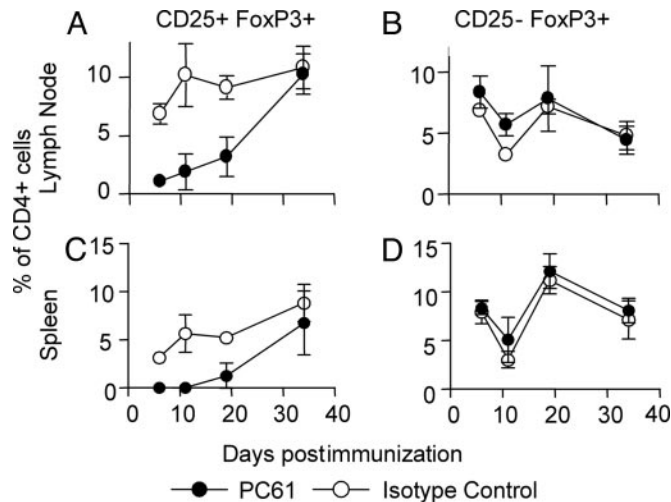 A CD25+ FoxP3+
B CD25- FoxP3+
% of CD4+ cells
Lymph Node
10
5
0
10
5
0
C
D
Spleen
15
10
5
0
15
10
5
0
0 10 20 30 40
0 10 20 30 40
Days postimmunization
PC61 Isotype Control